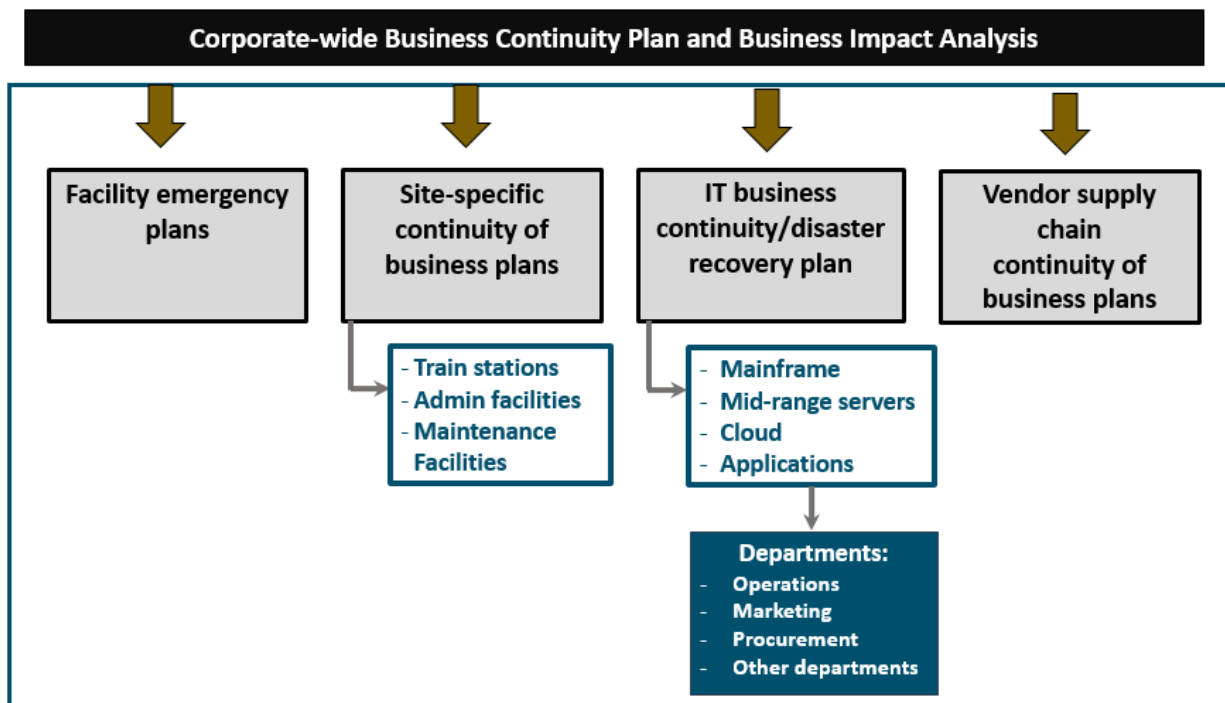 Corporate-wide Business Continuity Plan and Business Impact Analysis
Facility emergency
plans
Site-specific
continuity of
business plans
IT business
continuity/disaster
recovery plan
Vendor supply
chain
continuity of
business plans
- Train stations
- Admin facilities
- Maintenance
Facilities
- Mainframe
- Mid-range servers
- Cloud
- Applications
Departments:
- Operations
- Marketing
- Procurement
- Other departments